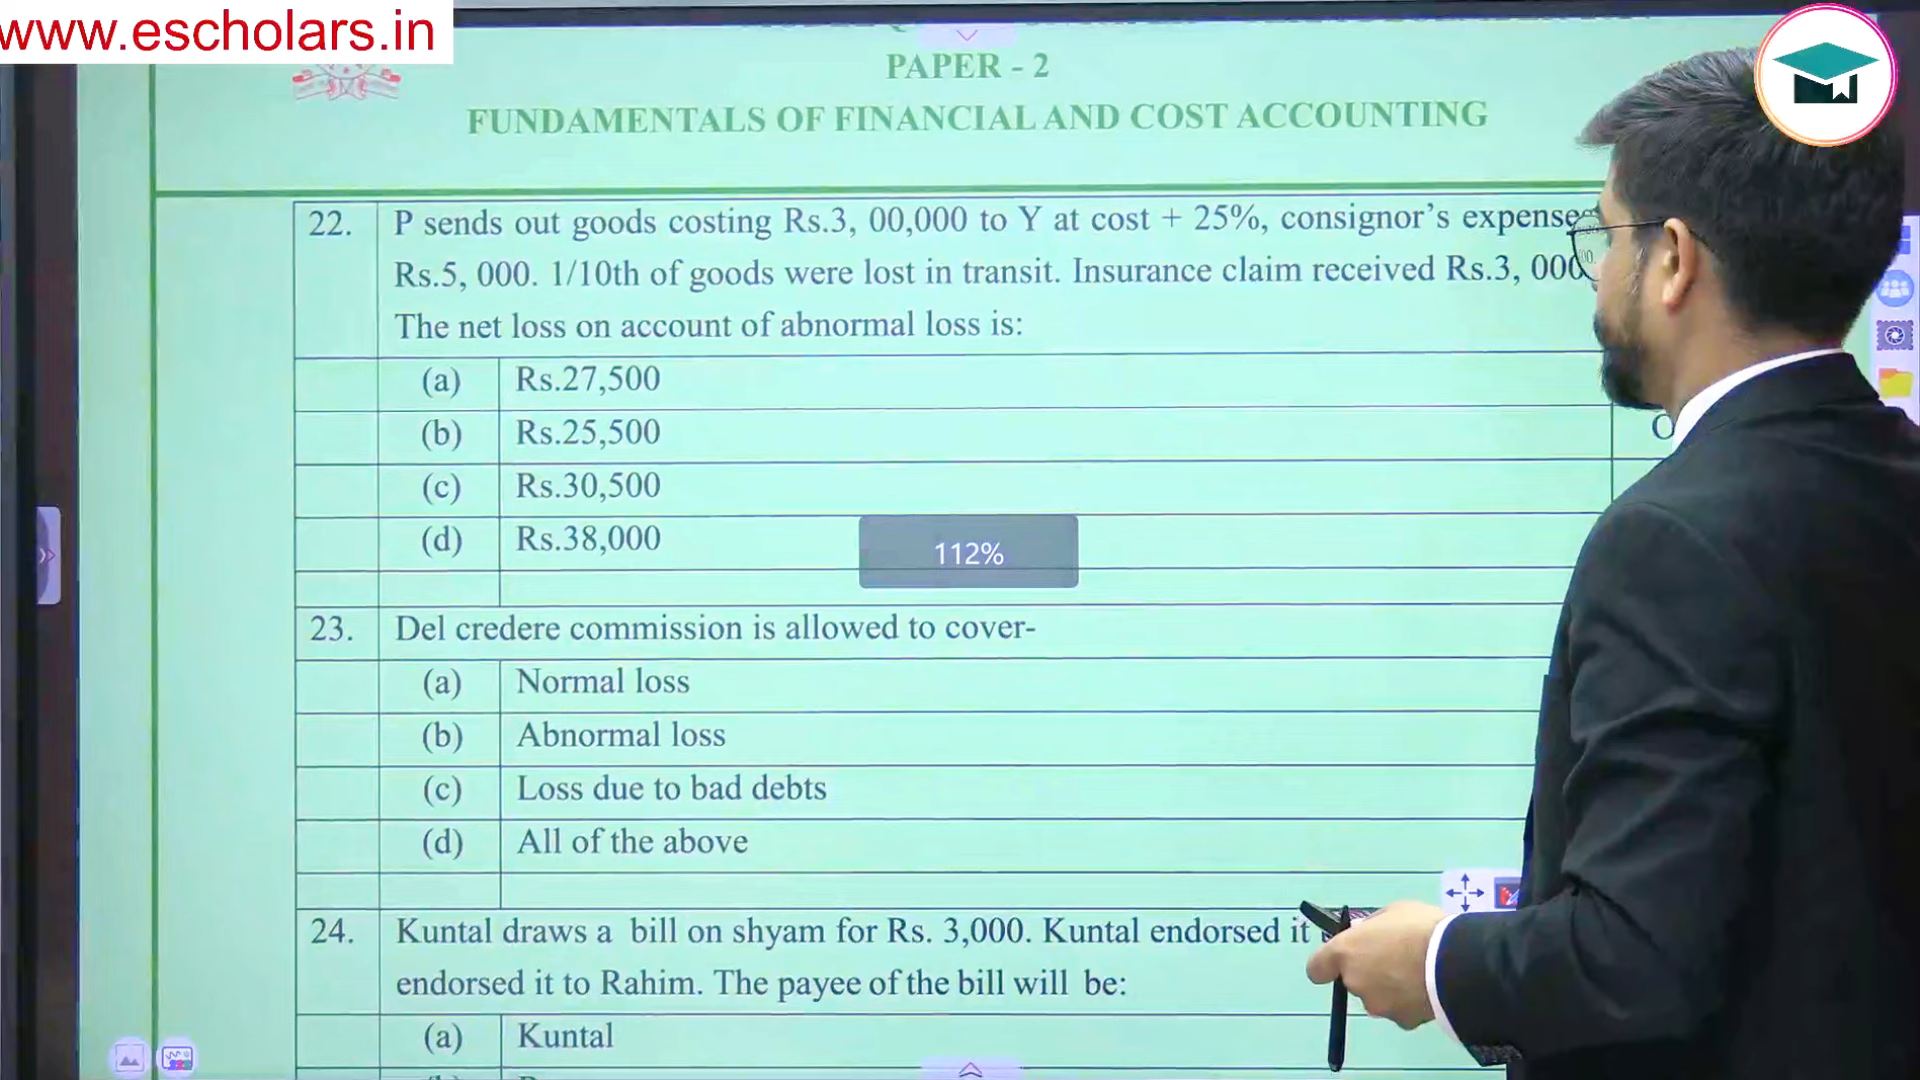 www.escholars.in
PAPER - 2
FUNDAMENTALS OF FINANCIAL AND COST ACCOUNTING
22. P sends out goods costing Rs.3, 00,000 to Y at cost + 25%, consignor's expenses
Rs.5, 000. 1/10th of goods were lost in transit. Insurance claim received Rs.3, 000
The net loss on account of abnormal loss is:
(a) Rs.27,500
(b) Rs.25,500
(c) Rs.30,500
(d) Rs.38,000
112%
23. Del credere commission is allowed to cover-
(a) Normal loss
(b) Abnormal loss
(c) Loss due to bad debts
(d) All of the above
24. Kuntal draws a bill on shyam for Rs. 3,000. Kuntal endorsed it
endorsed it to Rahim. The payee of the bill will be:
(a) Kuntal